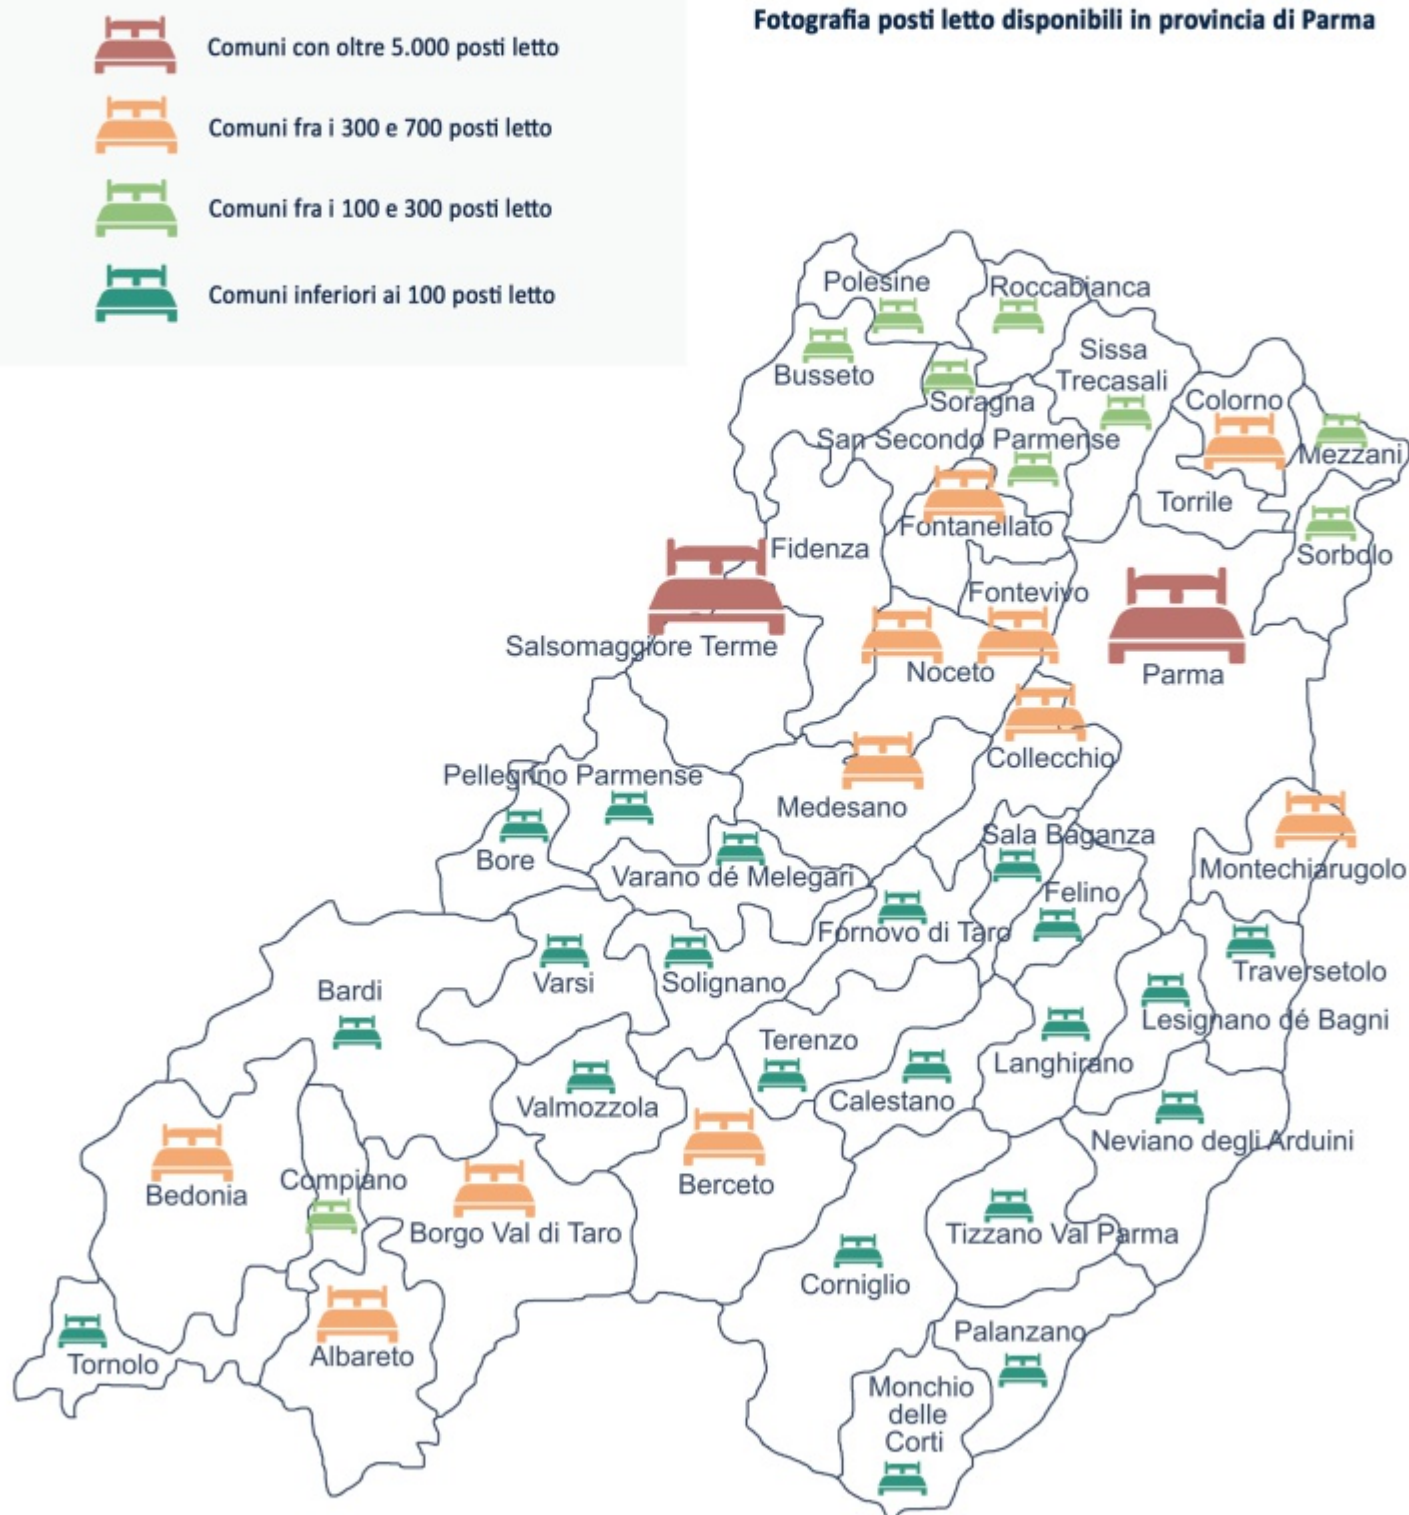 Fotografia posti letto disponibili in provincia di Parma
Comuni con oltre 5.000 posti letto
Comuni fra i 300 e 700 posti letto
Comuni fra i 100 e 300 posti letto
Comuni inferiori ai 100 posti letto
Polesine
Roccabianca
Busseto
Sissa
Trecasali
Soragna
Colorno
San Secondo Parmense
Mezzani
Torrile
Fontanellato
Fidenza
Sorbolo
Fontevivo
Salsomaggiore Terme
Noceto
Parma
Collecchio
Pellegrino Parmense
Medesano
Sala Baganza
Bore
Varano dé Melegari
Montechiarugolo
Felino
Fornovo di Taro
Varsi
Solignano
Traversetolo
Bardi
Lesignano dé Bagni
Terenzo
Langhirano
Valmozzola
Calestano
Neviano degli Arduini
Compiano
Bedonia
Berceto
Borgo Val di Taro
Tizzano Val Parma
Corniglio
Palanzano
Tornolo
Albareto
Monchio
delle
Corti